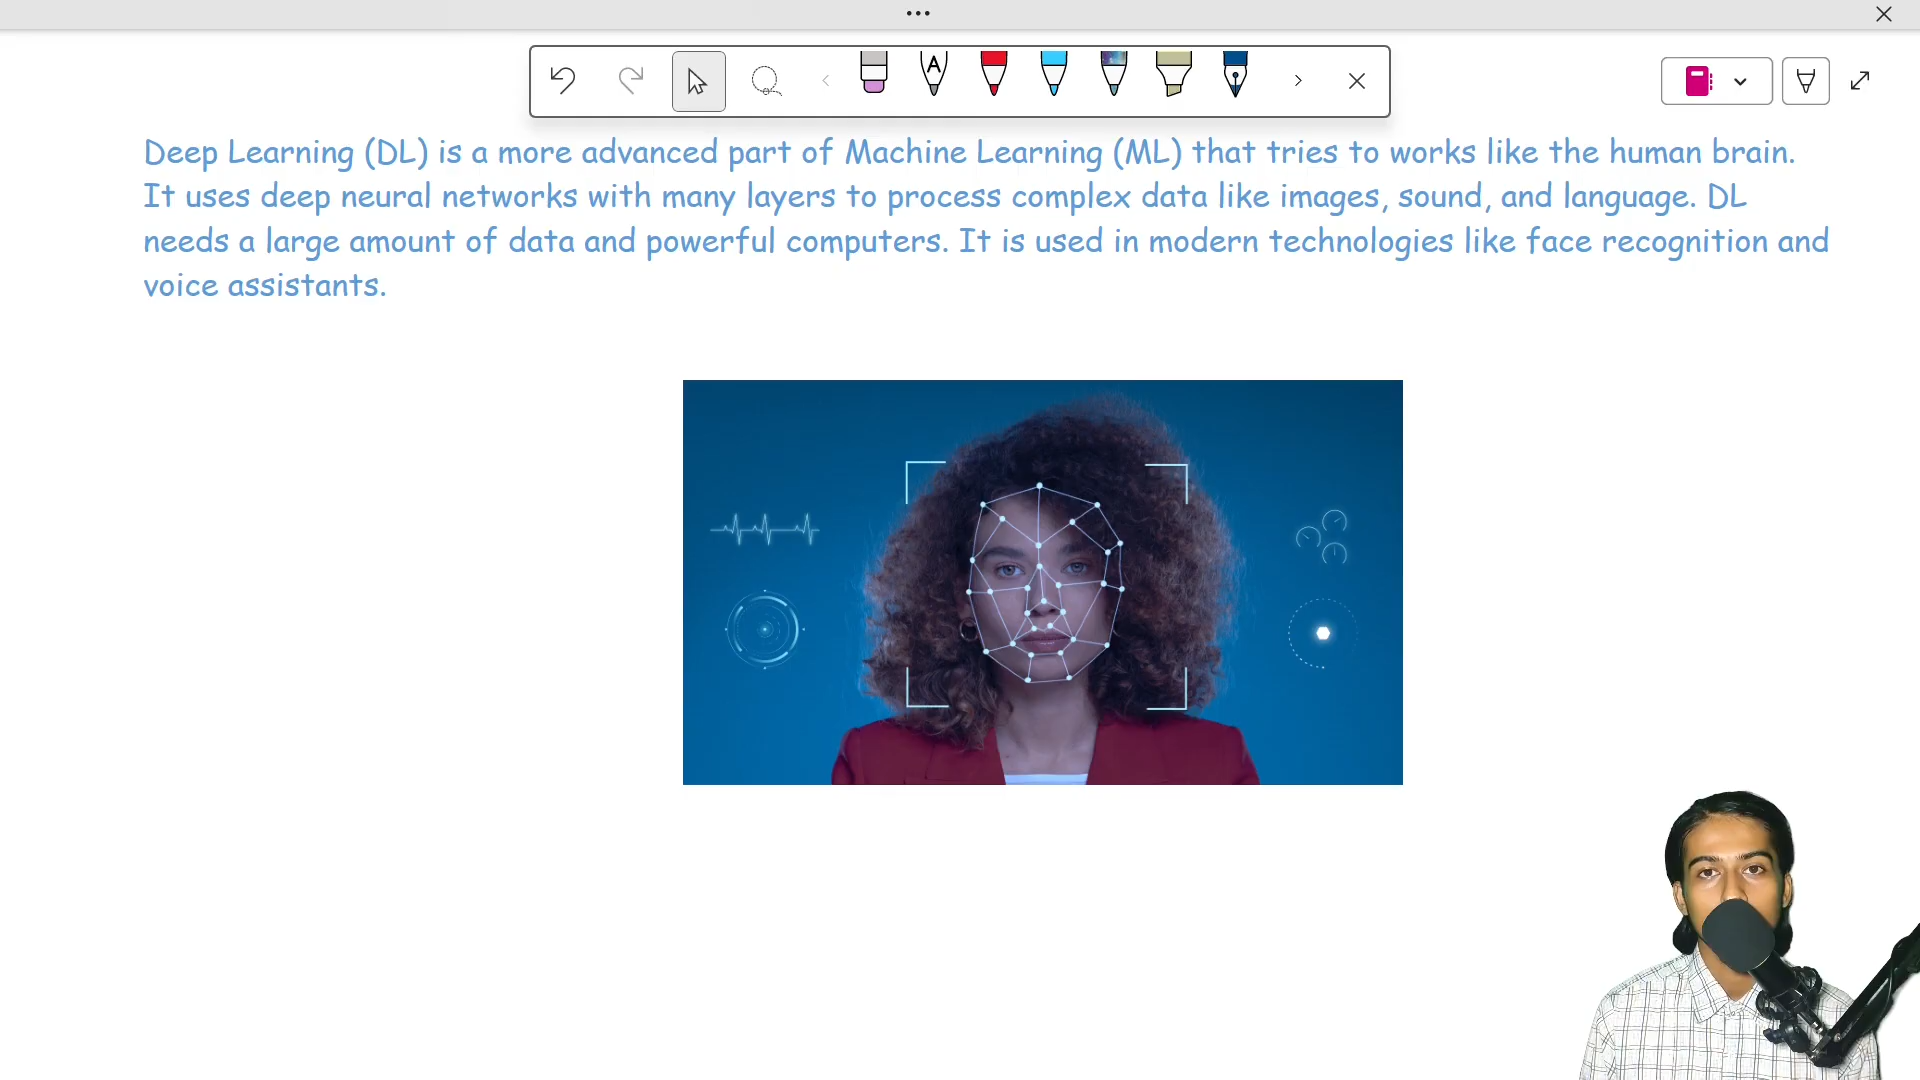 A
Deep Learning (DL) is a more advanced part of Machine Learning (ML) that tries to works like the human brain.
It uses deep neural networks with many layers to process complex data like images, sound, and language. DL
needs a large amount of data and powerful computers. It is used in modern technologies like face recognition and
voice assistants.